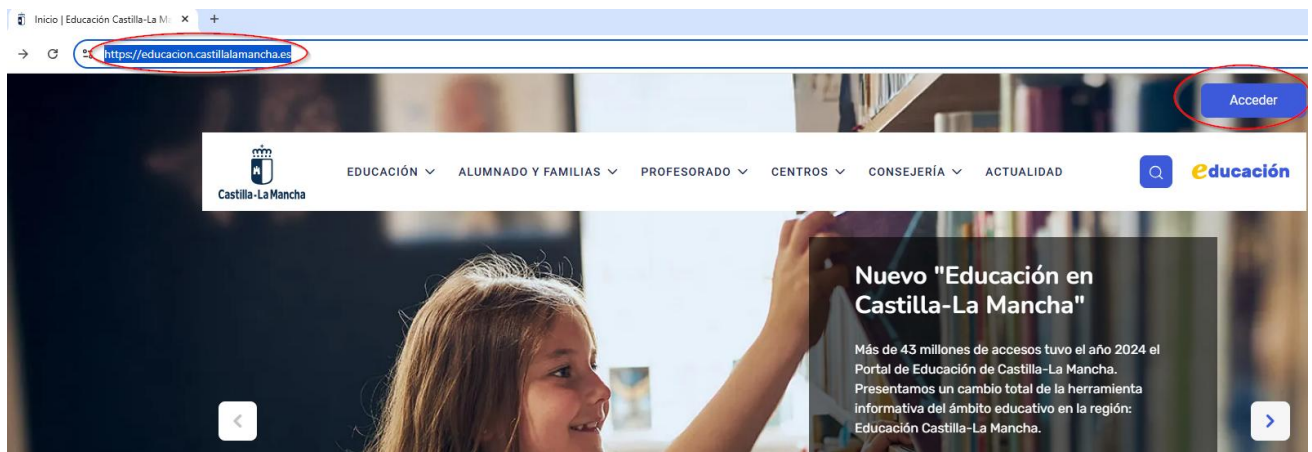 Inicio | Educación Castilla-La M
https://educacion.castillalamancha.es
Acceder
Castilla-La Mancha
EDUCACIÓN
ALUMNADO Y FAMILIAS
PROFESORADO
CENTROS
CONSEJERÍA
ACTUALIDAD
educación
Nuevo "Educación en
Castilla-La Mancha"
Más de 43 millones de accesos tuvo el año 2024 el
Portal de Educación de Castilla-La Mancha.
Presentamos un cambio total de la herramienta
informativa del ámbito educativo en la región:
Educación Castilla-La Mancha.